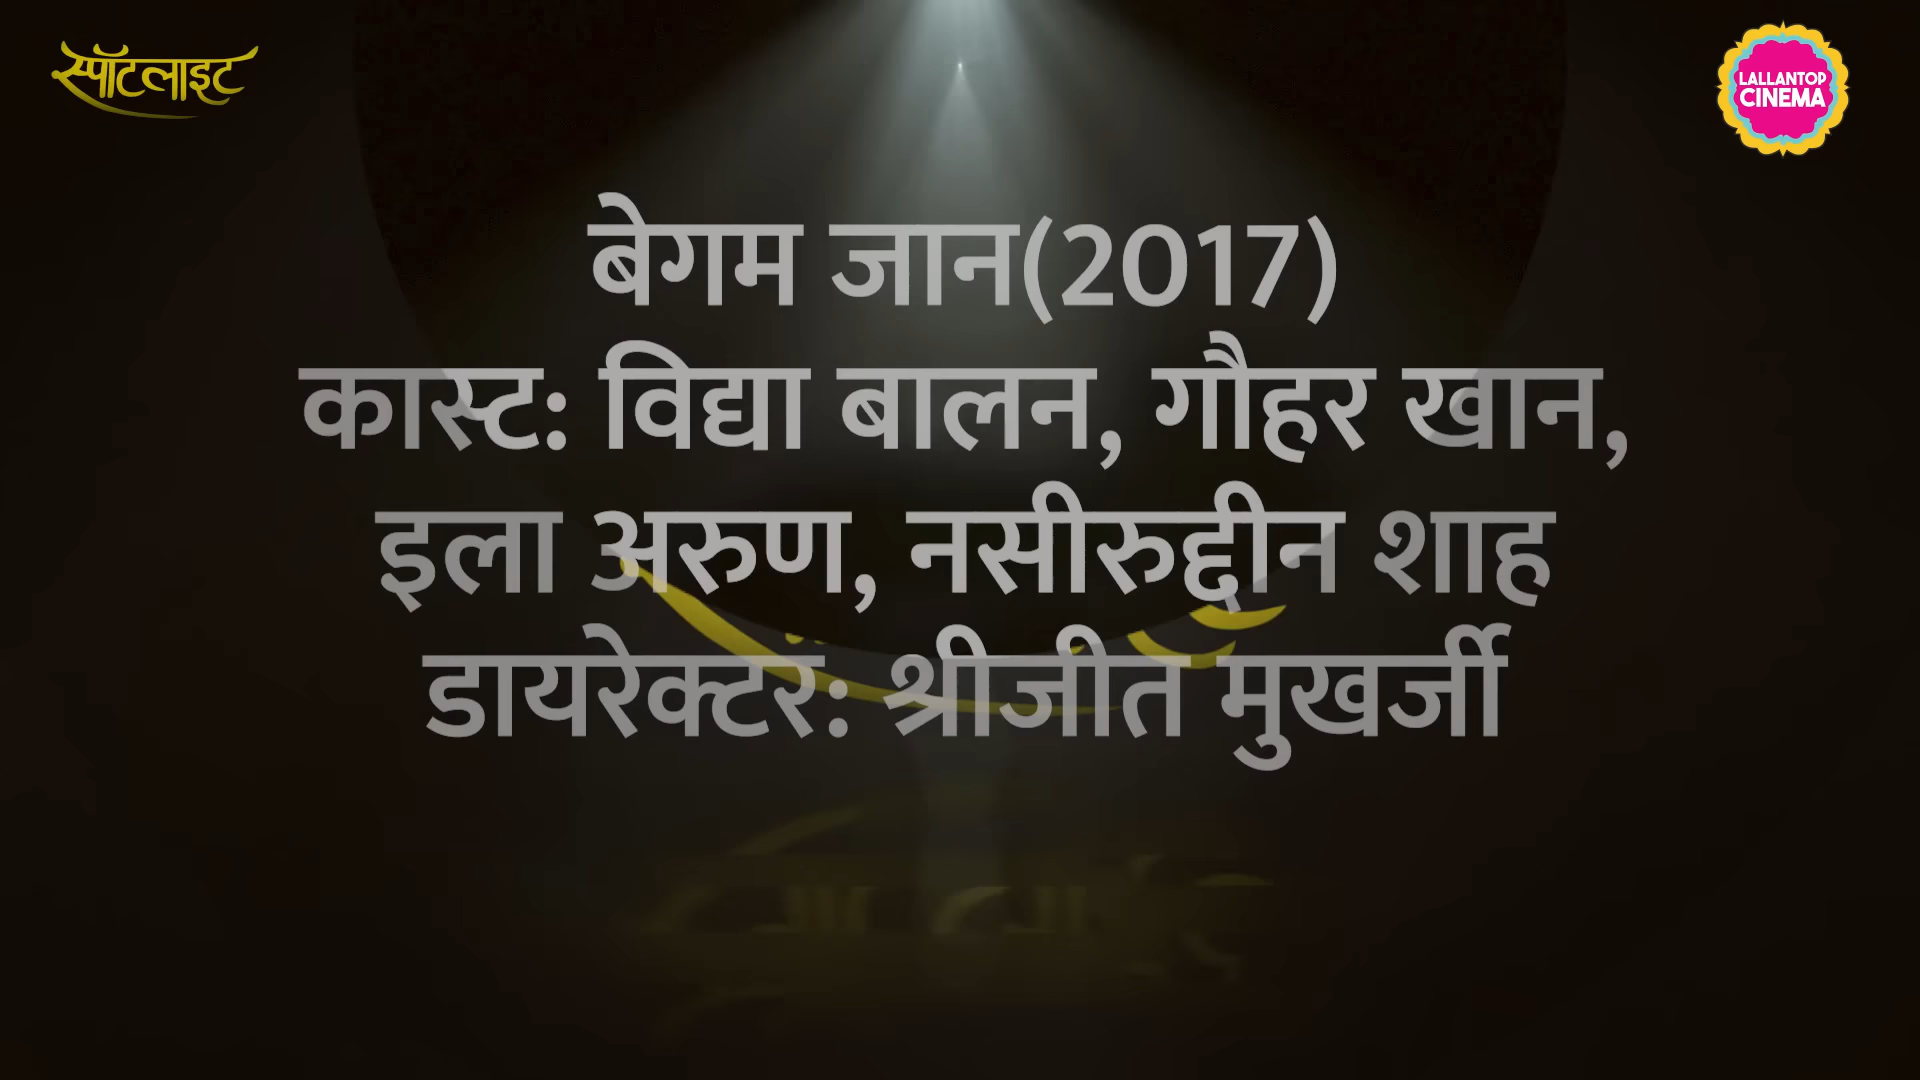 स्पॉटलाइट
LALLANTOP
CINEMA
बेगम जान(2017)
कास्ट: विद्या बालन, गौहर खान,
इला अरुण, नसीरुद्दीन शाह
डायरेक्टर: श्रीजीत मुखर्जी